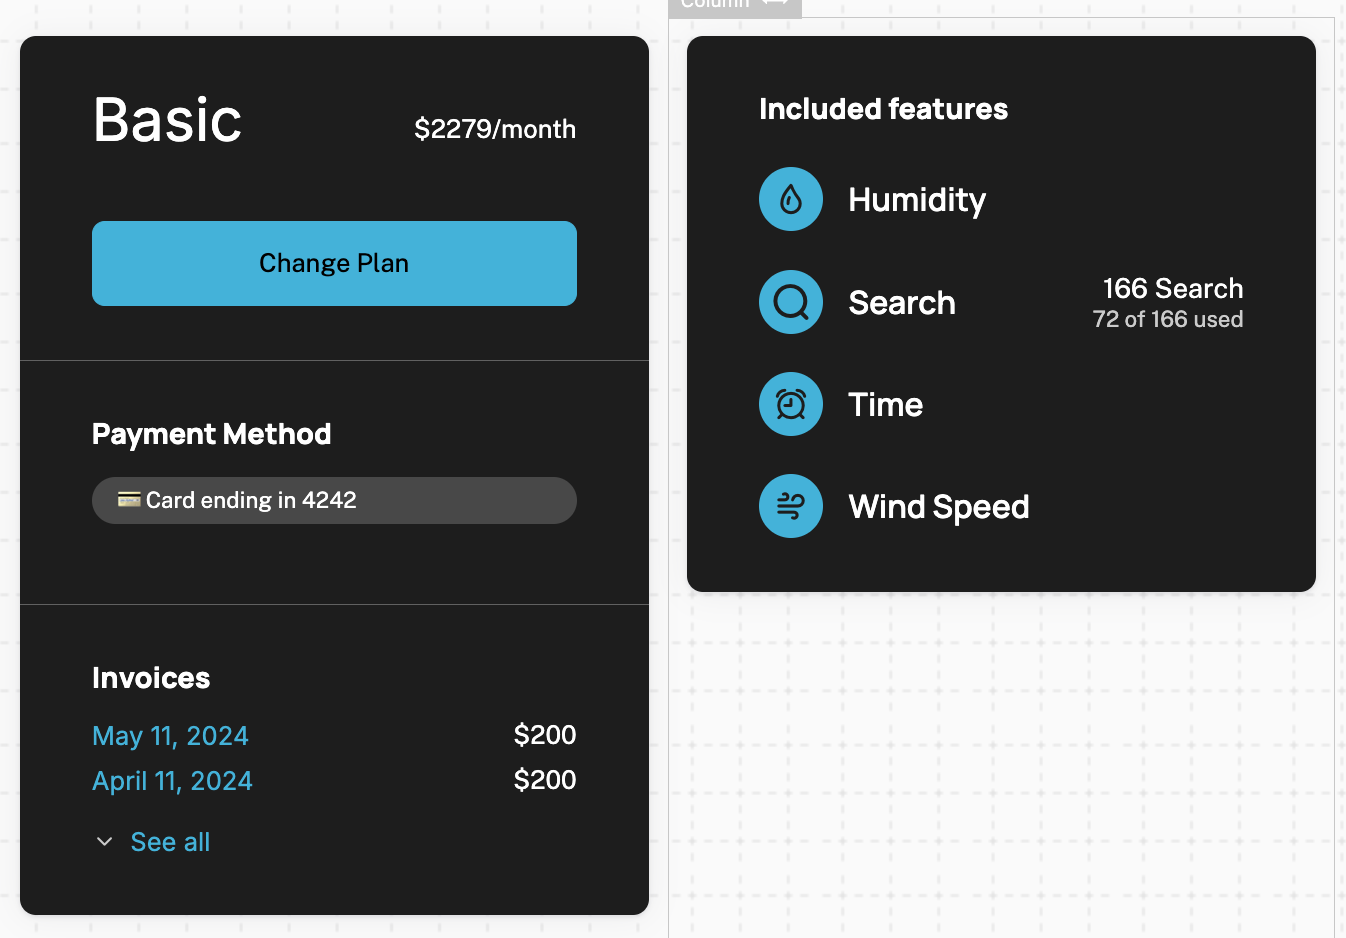 Column
Basic
$2279/month
Change Plan
Payment Method
Card ending in 4242
Invoices
May 11, 2024 $200
April 11, 2024 $200
See all
Included features
Humidity
Search
166 Search
72 of 166 used
Time
Wind Speed